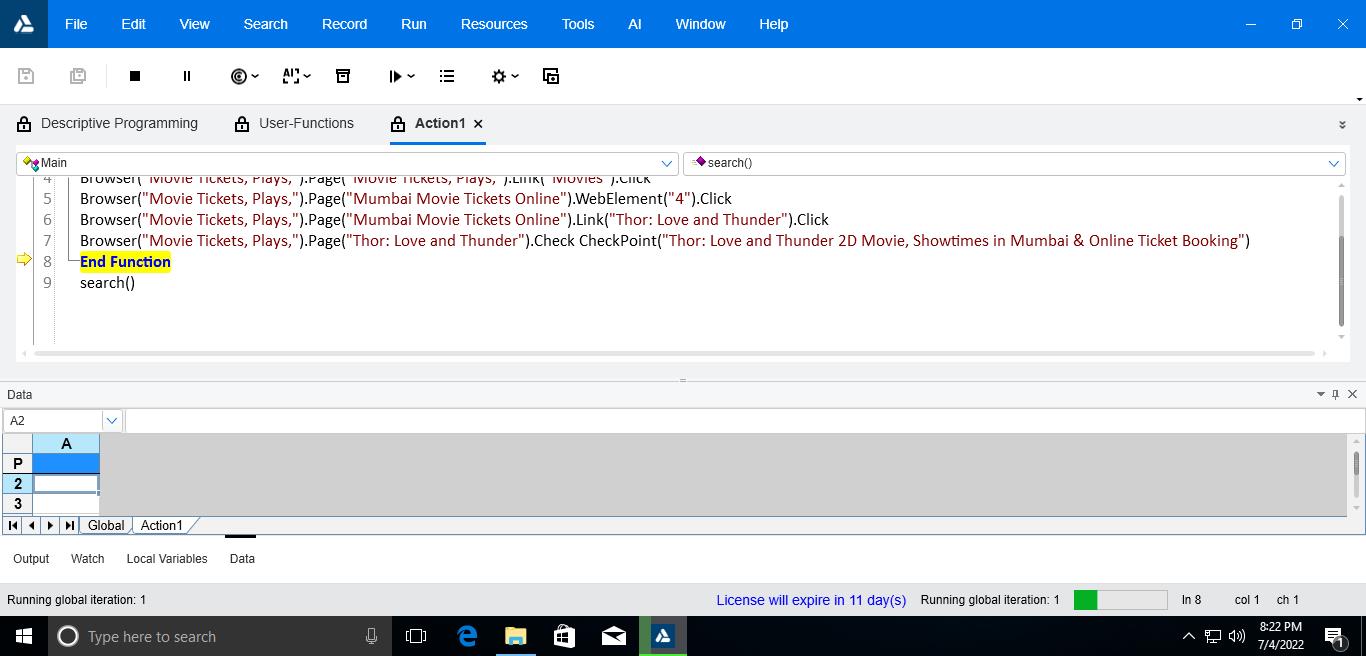 File Edit View Search Record Run Resources Tools AI Window Help
Descriptive Programming User-Functions Action1
Main search()
4 Browser("Movie Tickets, Plays,").Page("Movie Tickets, Plays,").Link("Movies").Click
5 Browser("Movie Tickets, Plays,").Page("Mumbai Movie Tickets Online").WebElement("4").Click
6 Browser("Movie Tickets, Plays,").Page("Mumbai Movie Tickets Online").Link("Thor: Love and Thunder").Click
7 Browser("Movie Tickets, Plays,").Page("Thor: Love and Thunder").Check CheckPoint("Thor: Love and Thunder 2D Movie, Showtimes in Mumbai & Online Ticket Booking")
8 End Function
9 search()
Data
A2
A
P
2
3
Global Action1
Output Watch Local Variables Data
Running global iteration: 1 License will expire in 11 day(s) Running global iteration: 1 ln 8 col 1 ch 1
Type here to search
8:22 PM
7/4/2022
1